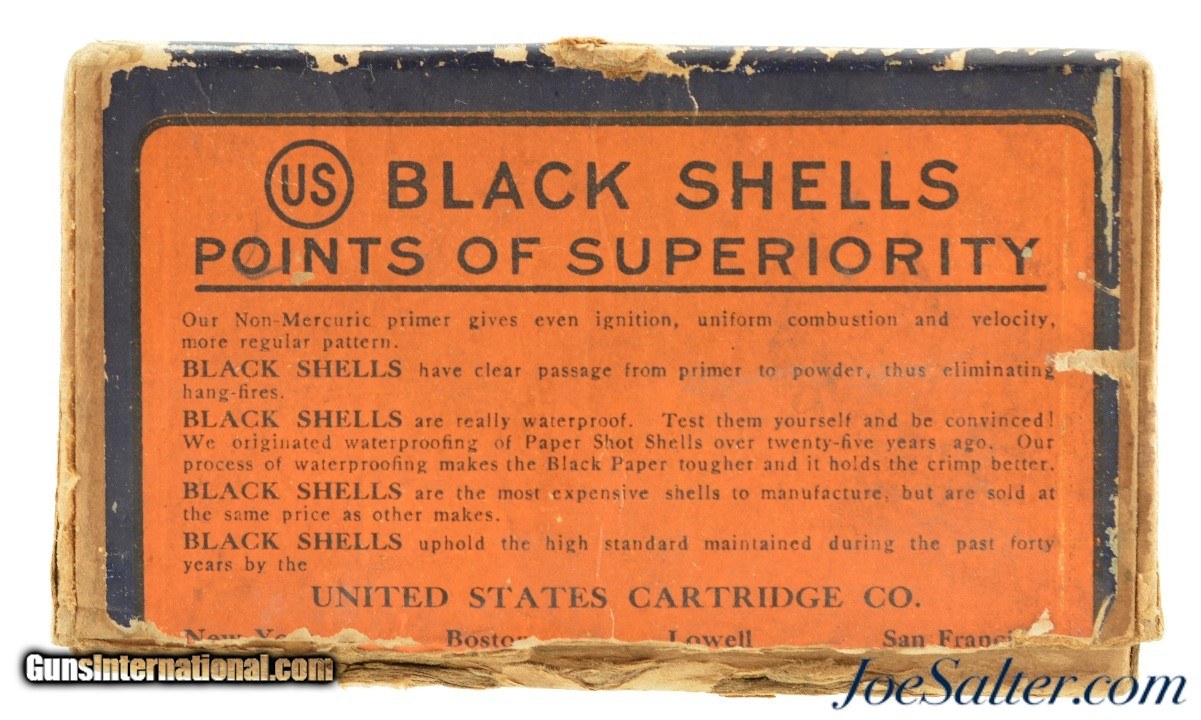 US BLACK SHELLS
POINTS OF SUPERIORITY
Our Non-Mercuric primer gives even ignition, uniform combustion and velocity,
more regular pattern.
BLACK SHELLS have clear passage from primer to powder, thus eliminating
hang-fires.
BLACK SHELLS are really waterproof. Test them yourself and be convinced!
We originated waterproofing of Paper Shot Shells over twenty-five years ago. Our
process of waterproofing makes the Black Paper tougher and it holds the crimp better.
BLACK SHELLS are the most expensive shells to manufacture, but are sold at
the same price as other makes.
BLACK SHELLS uphold the high standard maintained during the past forty
years by the
UNITED STATES CARTRIDGE CO.
New Boston Lowell San
GunsInternational.com
JoeSalter.com